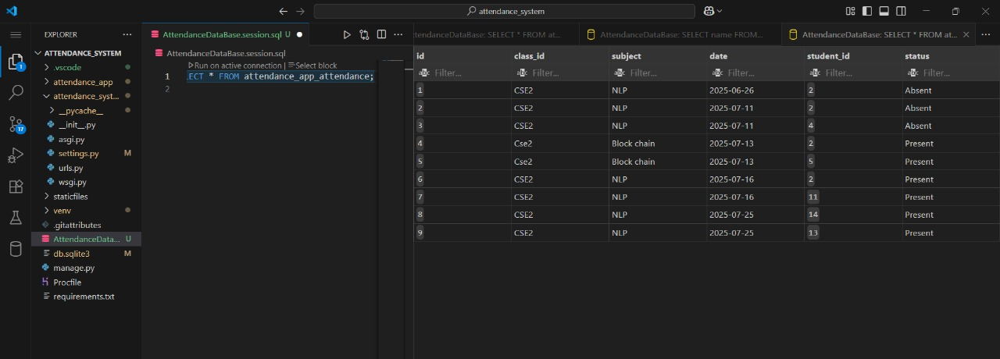 attendance_system
EXPLORER
ATTENDANCE_SYSTEM
.vscode
attendance_app
attendance_syst...
__pycache__
__init__.py
asgi.py
settings.py M
urls.py
wsgi.py
staticfiles
venv
.gitattributes
AttendanceData... U
db.sqlite3 M
manage.py
Procfile
requirements.txt
1
17
AttendanceDataBase.session.sql U
AttendanceDataBase.session.sql
Run on active connection | Select block
1 ECT * FROM attendance_app_attendance;
2
tendanceDataBase: SELECT * FROM at...
AttendanceDataBase: SELECT name FROM...
AttendanceDataBase: SELECT * FROM at...
id class_id subject date student_id status
Filter... Filter... Filter... Filter... Filter... Filter...
1 CSE2 NLP 2025-06-26 2 Absent
2 CSE2 NLP 2025-07-11 2 Absent
3 CSE2 NLP 2025-07-11 4 Absent
4 Cse2 Block chain 2025-07-13 2 Present
5 Cse2 Block chain 2025-07-13 5 Present
6 CSE2 NLP 2025-07-16 2 Present
7 CSE2 NLP 2025-07-16 11 Present
8 CSE2 NLP 2025-07-25 14 Present
9 CSE2 NLP 2025-07-25 13 Present